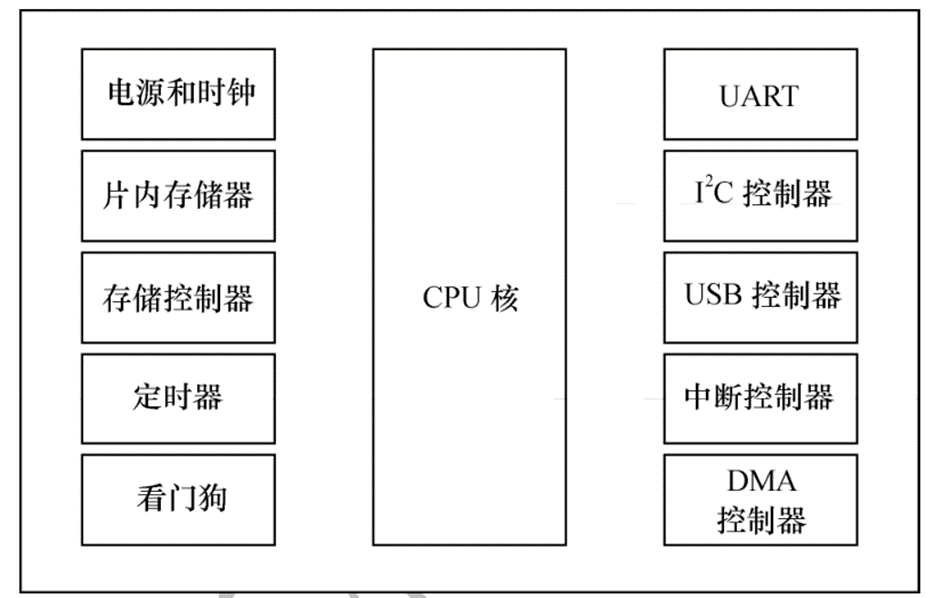 电源和时钟
片内存储器
存储控制器
定时器
看门狗
CPU 核
UART
I²C 控制器
USB 控制器
中断控制器
DMA
控制器